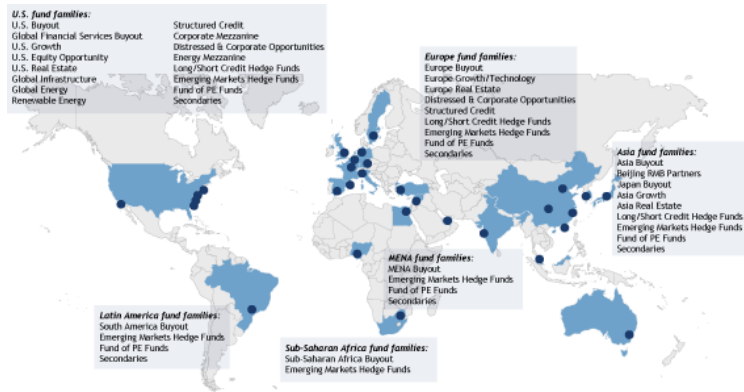 U.S. fund families:
U.S. Buyout
Global Financial Services Buyout
U.S. Growth
U.S. Equity Opportunity
U.S. Real Estate
Global Infrastructure
Global Energy
Renewable Energy
Structured Credit
Corporate Mezzanine
Distressed & Corporate Opportunities
Energy Mezzanine
Long/Short Credit Hedge Funds
Emerging Markets Hedge Funds
Fund of PE Funds
Secondaries
Europe fund families:
Europe Buyout
Europe Growth/Technology
Europe Real Estate
Distressed & Corporate Opportunities
Structured Credit
Long/Short Credit Hedge Funds
Emerging Markets Hedge Funds
Fund of PE Funds
Secondaries
Asia fund families:
Asia Buyout
Beijing RMB Partners
Japan Buyout
Asia Growth
Asia Real Estate
Long/Short Credit Hedge Funds
Emerging Markets Hedge Funds
Fund of PE Funds
Secondaries
MENA fund families:
MENA Buyout
Emerging Markets Hedge Funds
Fund of PE Funds
Secondaries
Latin America fund families:
South America Buyout
Emerging Markets Hedge Funds
Fund of PE Funds
Secondaries
Sub-Saharan Africa fund families:
Sub-Saharan Africa Buyout
Emerging Markets Hedge Funds